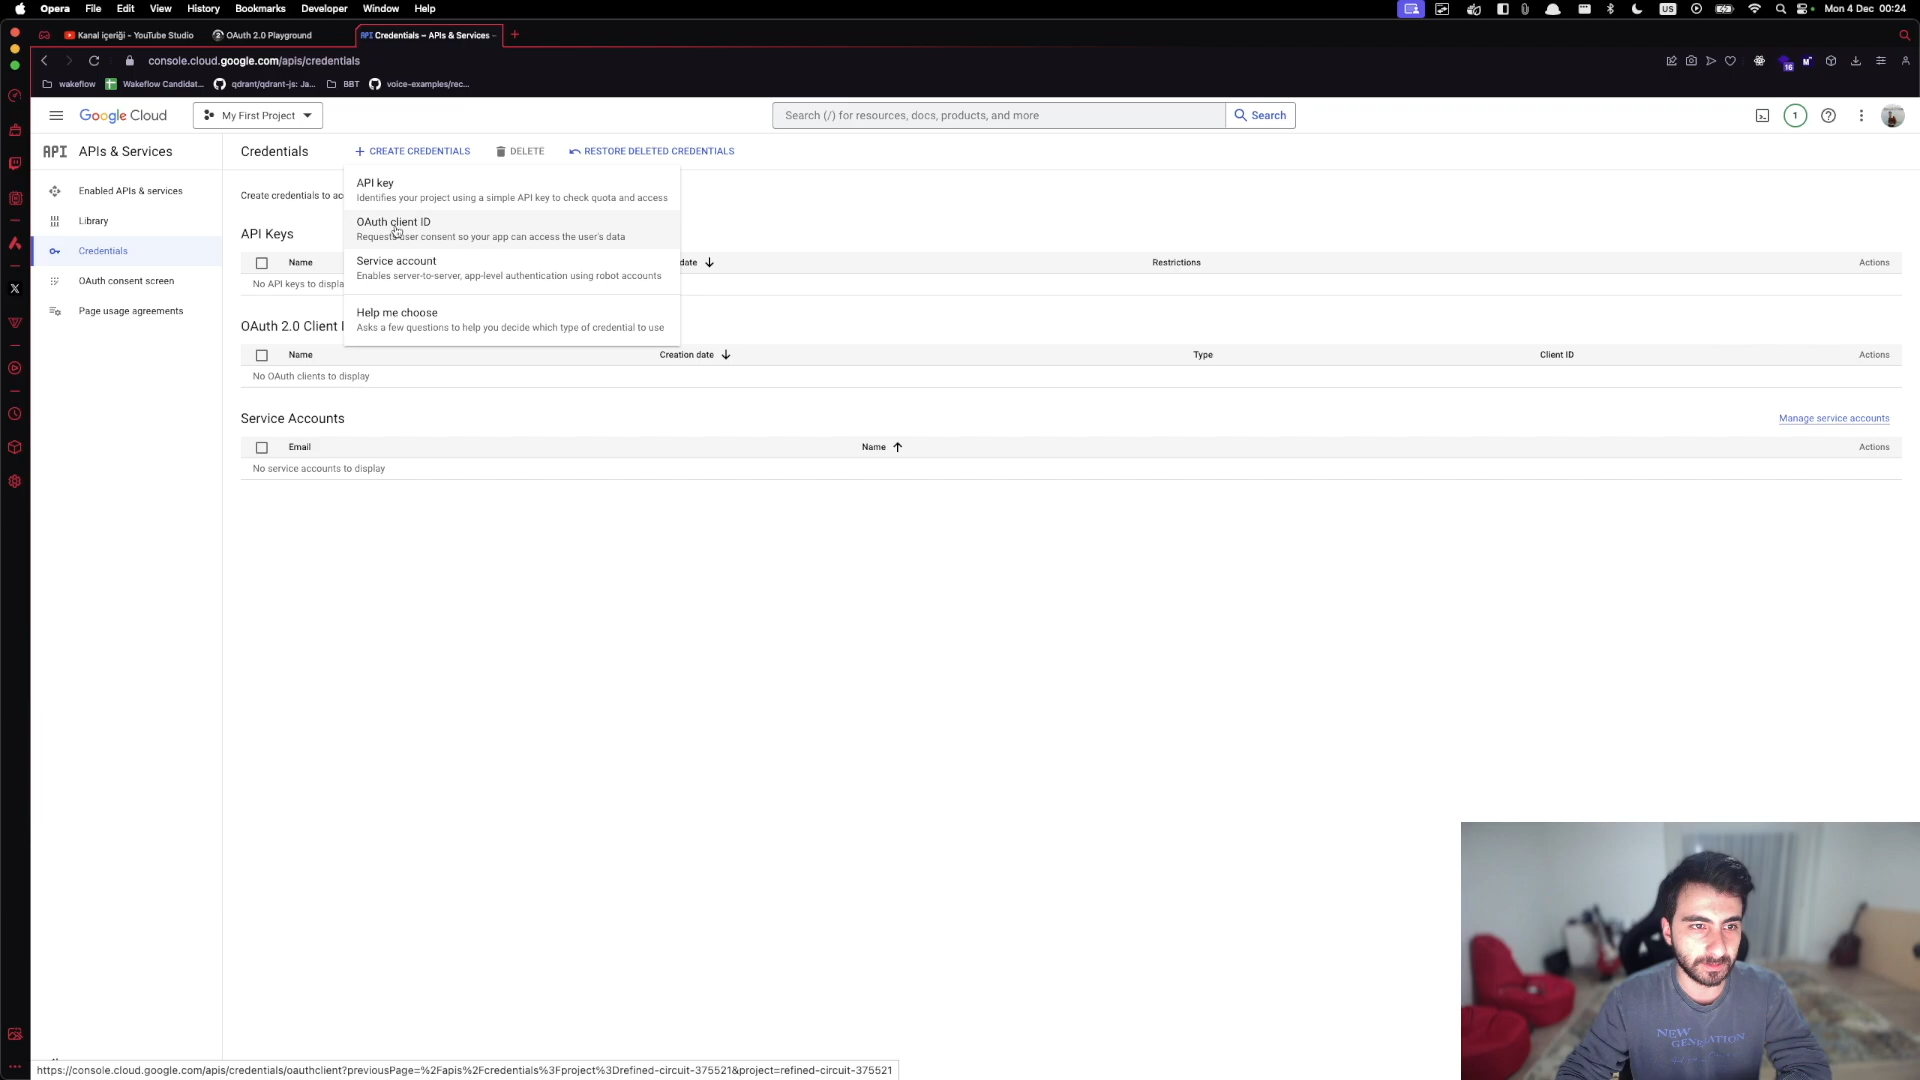 Opera File Edit View History Bookmarks Developer Window Help
US
Mon 4 Dec 00:24
Kanal içeriği - YouTube Studio
OAuth 2.0 Playground
API Credentials – APIs & Services –
console.cloud.google.com/apis/credentials
16
wakeflow
Wakeflow Candidat...
qdrant/qdrant-js: Ja...
BBT
voice-examples/rec...
Google Cloud
My First Project
Search (/) for resources, docs, products, and more
Search
1
API APIs & Services
Credentials
+ CREATE CREDENTIALS
DELETE
RESTORE DELETED CREDENTIALS
Enabled APIs & services
Library
Credentials
OAuth consent screen
Page usage agreements
Create credentials to ac
API key
Identifies your project using a simple API key to check quota and access
OAuth client ID
Requests user consent so your app can access the user's data
Service account
Enables server-to-server, app-level authentication using robot accounts
Help me choose
Asks a few questions to help you decide which type of credential to use
API Keys
Name
date
Restrictions
Actions
No API keys to displa
OAuth 2.0 Client I
Name
Creation date
Type
Client ID
Actions
No OAuth clients to display
Service Accounts
Manage service accounts
Email
Name
Actions
No service accounts to display
NEW
GENERATION
https://console.cloud.google.com/apis/credentials/oauthclient?previousPage=%2Fapis%2Fcredentials%3Fproject%3Drefined-circuit-375521&project=refined-circuit-375521